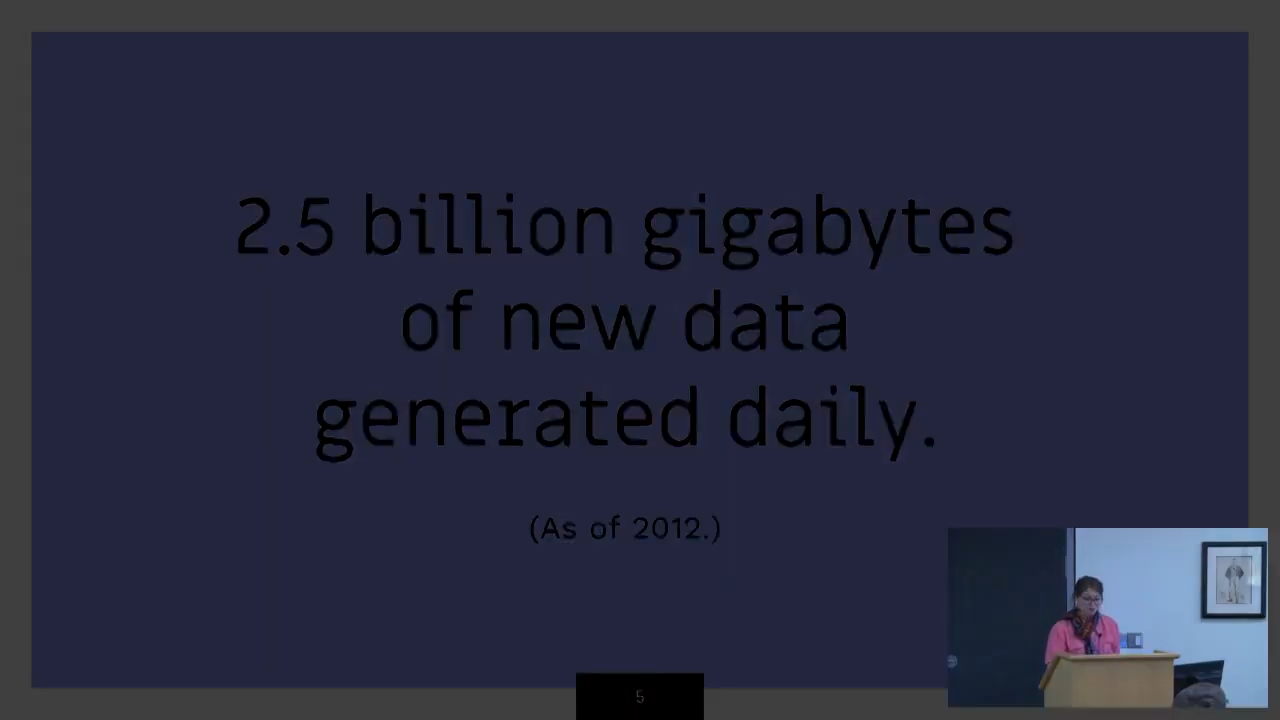 2.5 billion gigabytes
of new data
generated daily.
(As of 2012.)
5